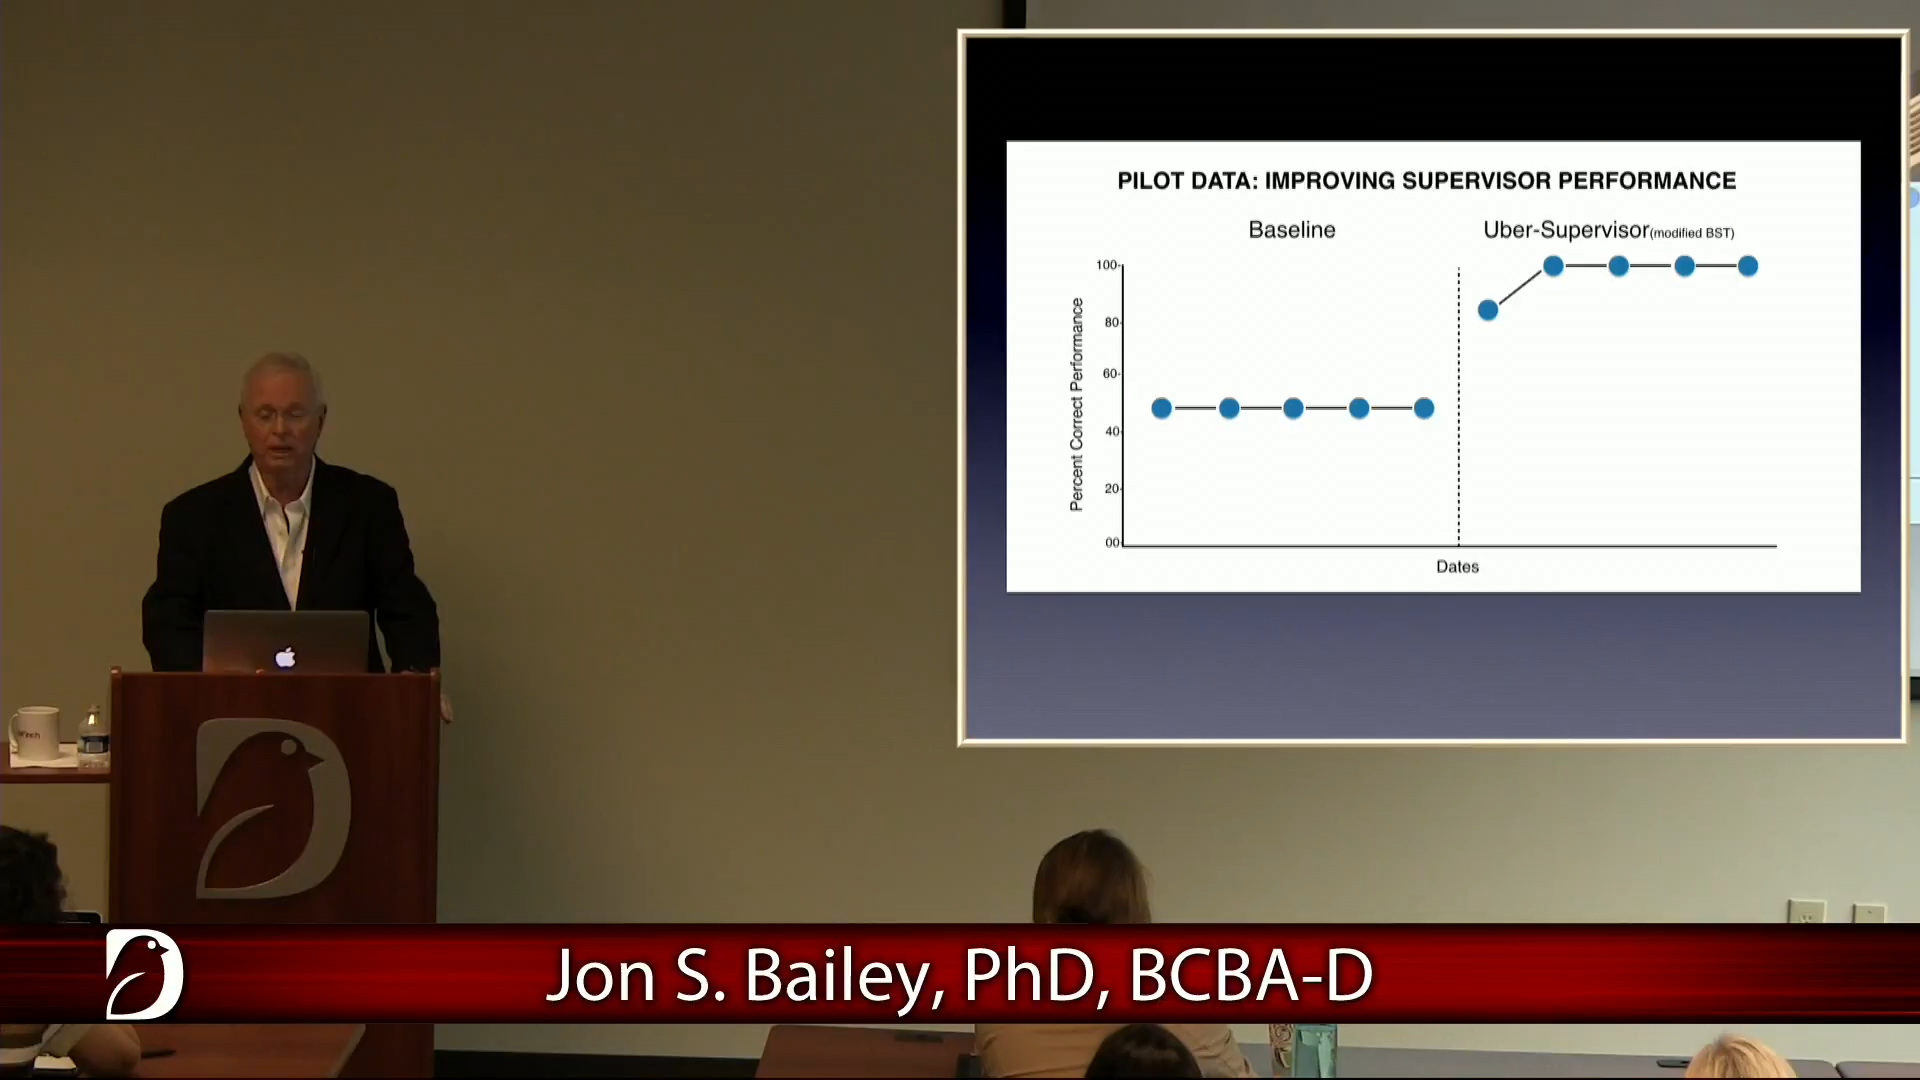 PILOT DATA: IMPROVING SUPERVISOR PERFORMANCE
Baseline
Uber-Supervisor(modified BST)
100
80
60
40
20
00
Percent Correct Performance
Dates
Jon S. Bailey, PhD, BCBA-D